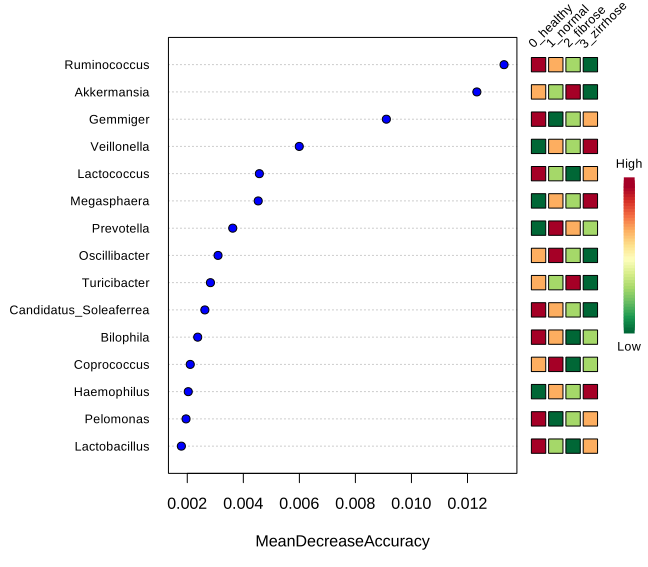 0_healthy
1_normal
2_fibrose
3_zirrhose
Ruminococcus
Akkermansia
Gemmiger
Veillonella
Lactococcus
Megasphaera
Prevotella
Oscillibacter
Turicibacter
Candidatus_Soleaferrea
Bilophila
Coprococcus
Haemophilus
Pelomonas
Lactobacillus
High
Low
0.002 0.004 0.006 0.008 0.010 0.012
MeanDecreaseAccuracy